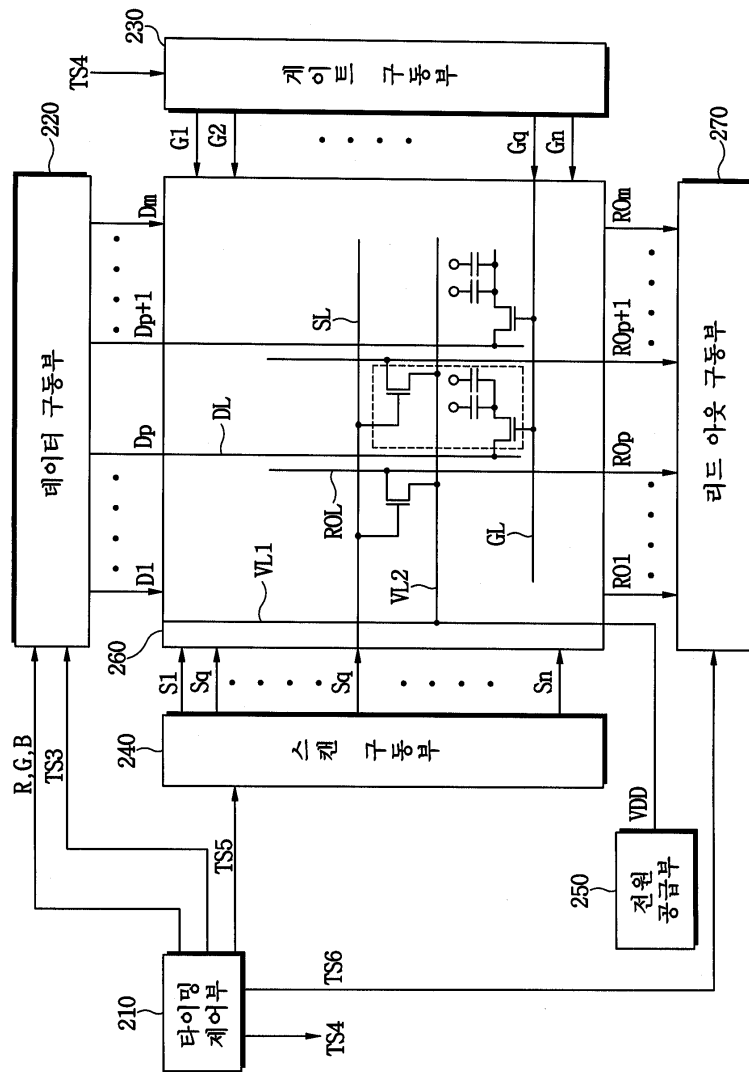 210
타이밍
제어부
R,G,B
TS3
TS5
TS6
TS4
220
데이터 구동부
D1
Dp
Dp+1
Dm
230
TS4
게이트 구동부
G1
G2
Gq
Gn
240
스캔 구동부
S1
Sq
Sq
Sn
260
VL1
ROL
DL
SL
VL2
GL
250
전원
공급부
VDD
RO1
ROp
ROp+1
ROm
270
리드 아웃 구동부